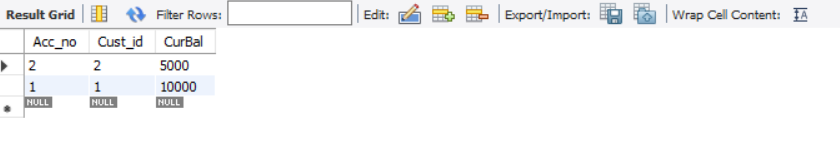 Result Grid Filter Rows: Edit: Export/Import: Wrap Cell Content: IA
Acc_no Cust_id CurBal
2 2 5000
1 1 10000
NULL NULL NULL